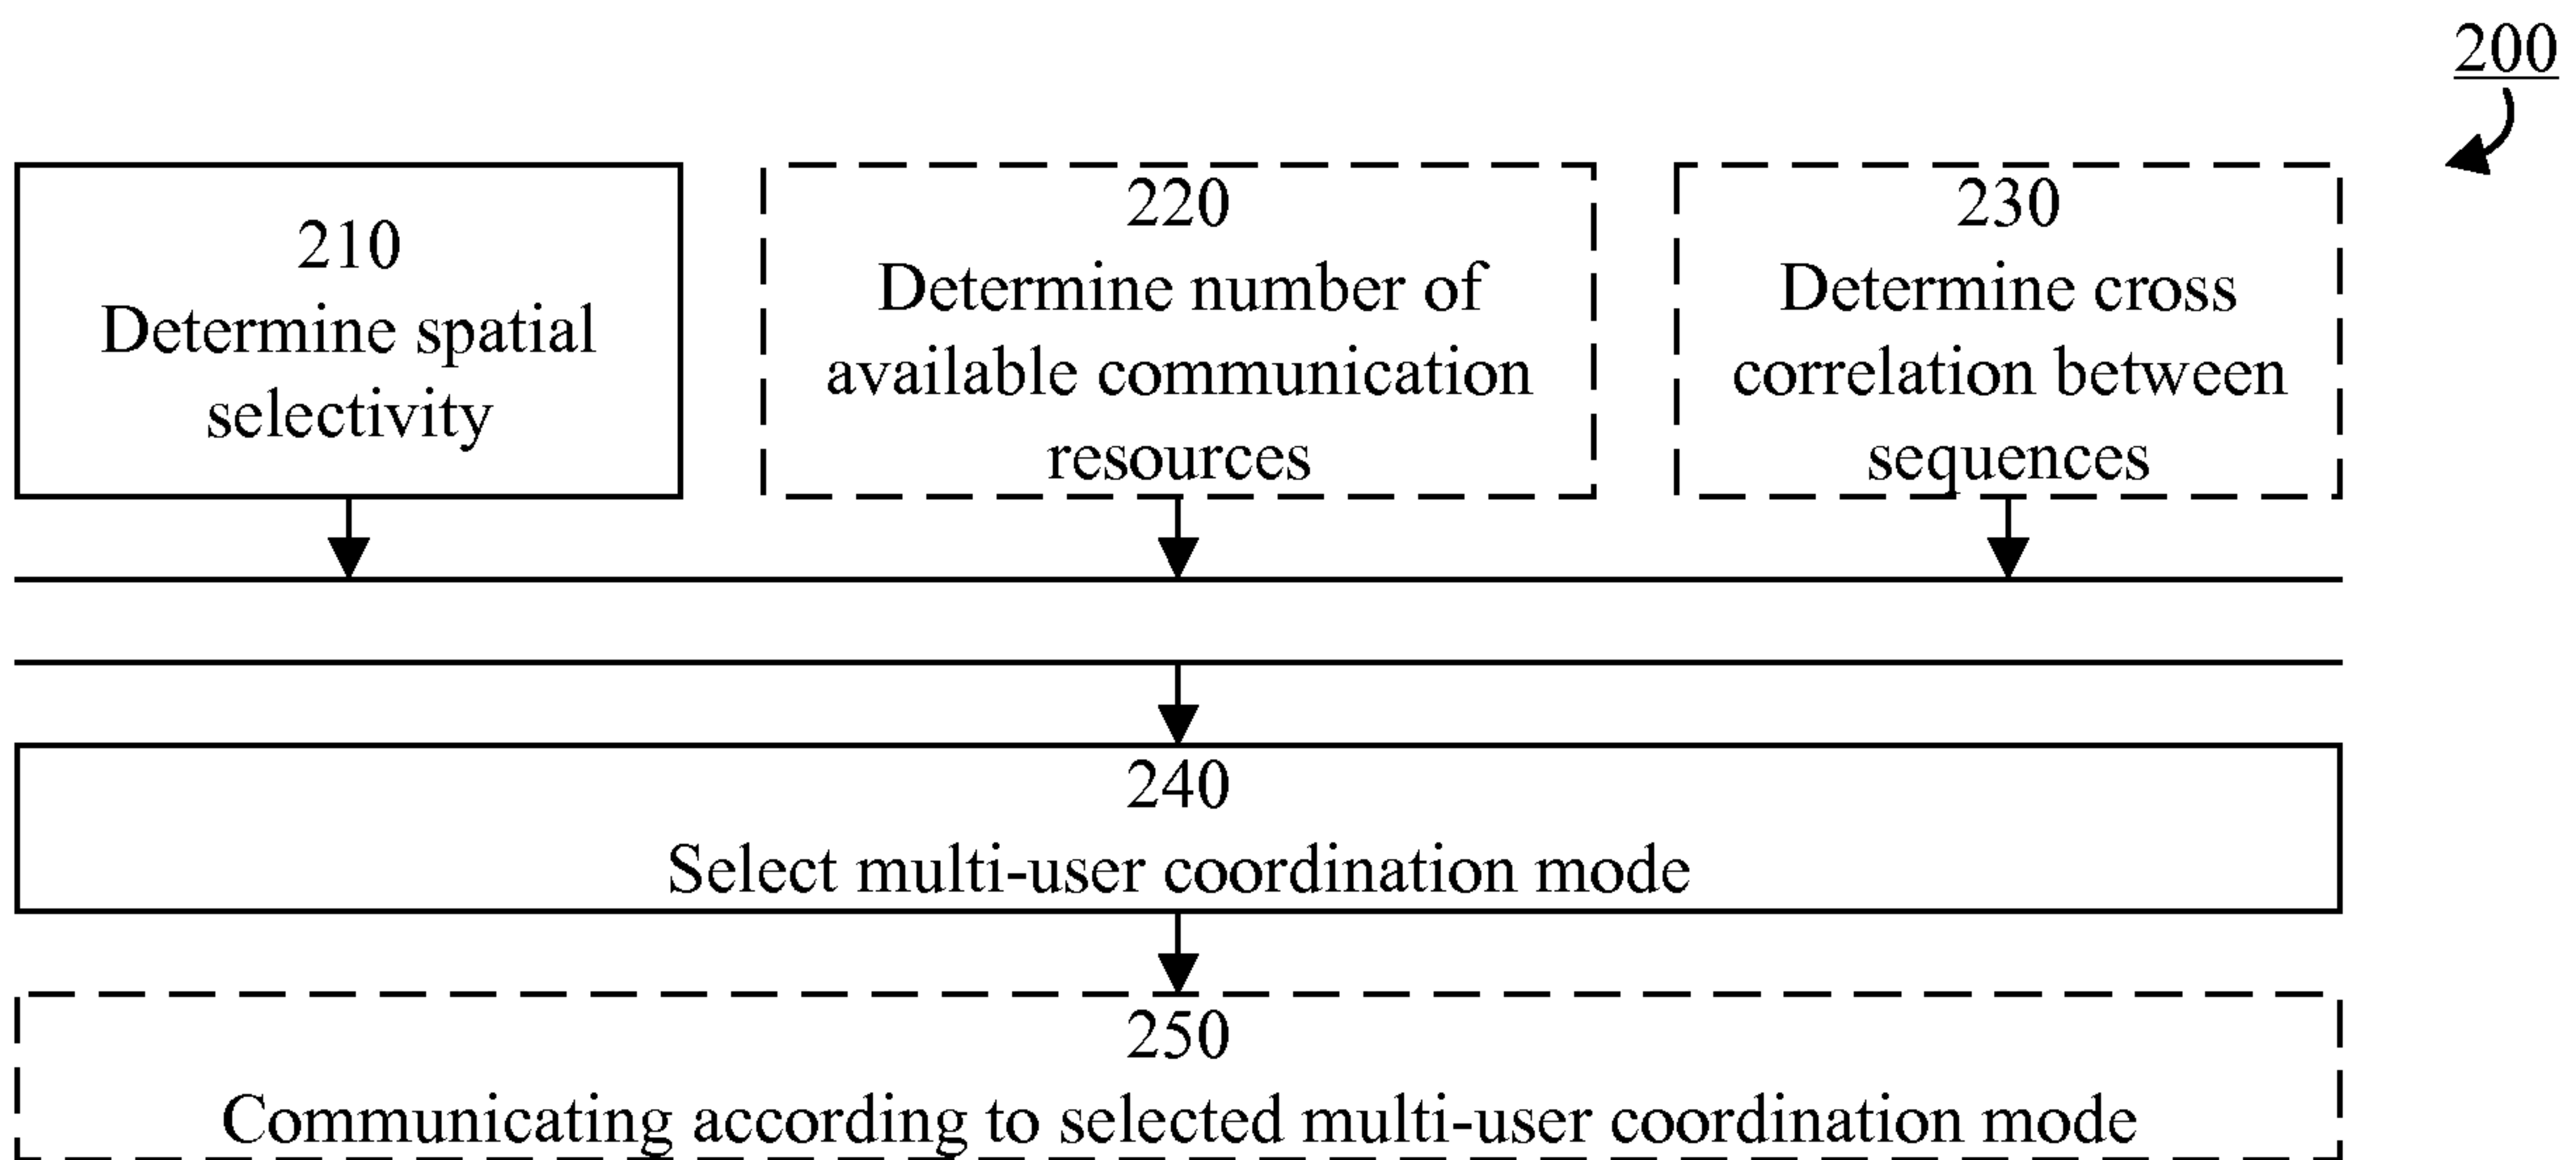 200
210
Determine spatial
selectivity
220
Determine number of
available communication
resources
230
Determine cross
correlation between
sequences
240
Select multi-user coordination mode
250
Communicating according to selected multi-user coordination mode